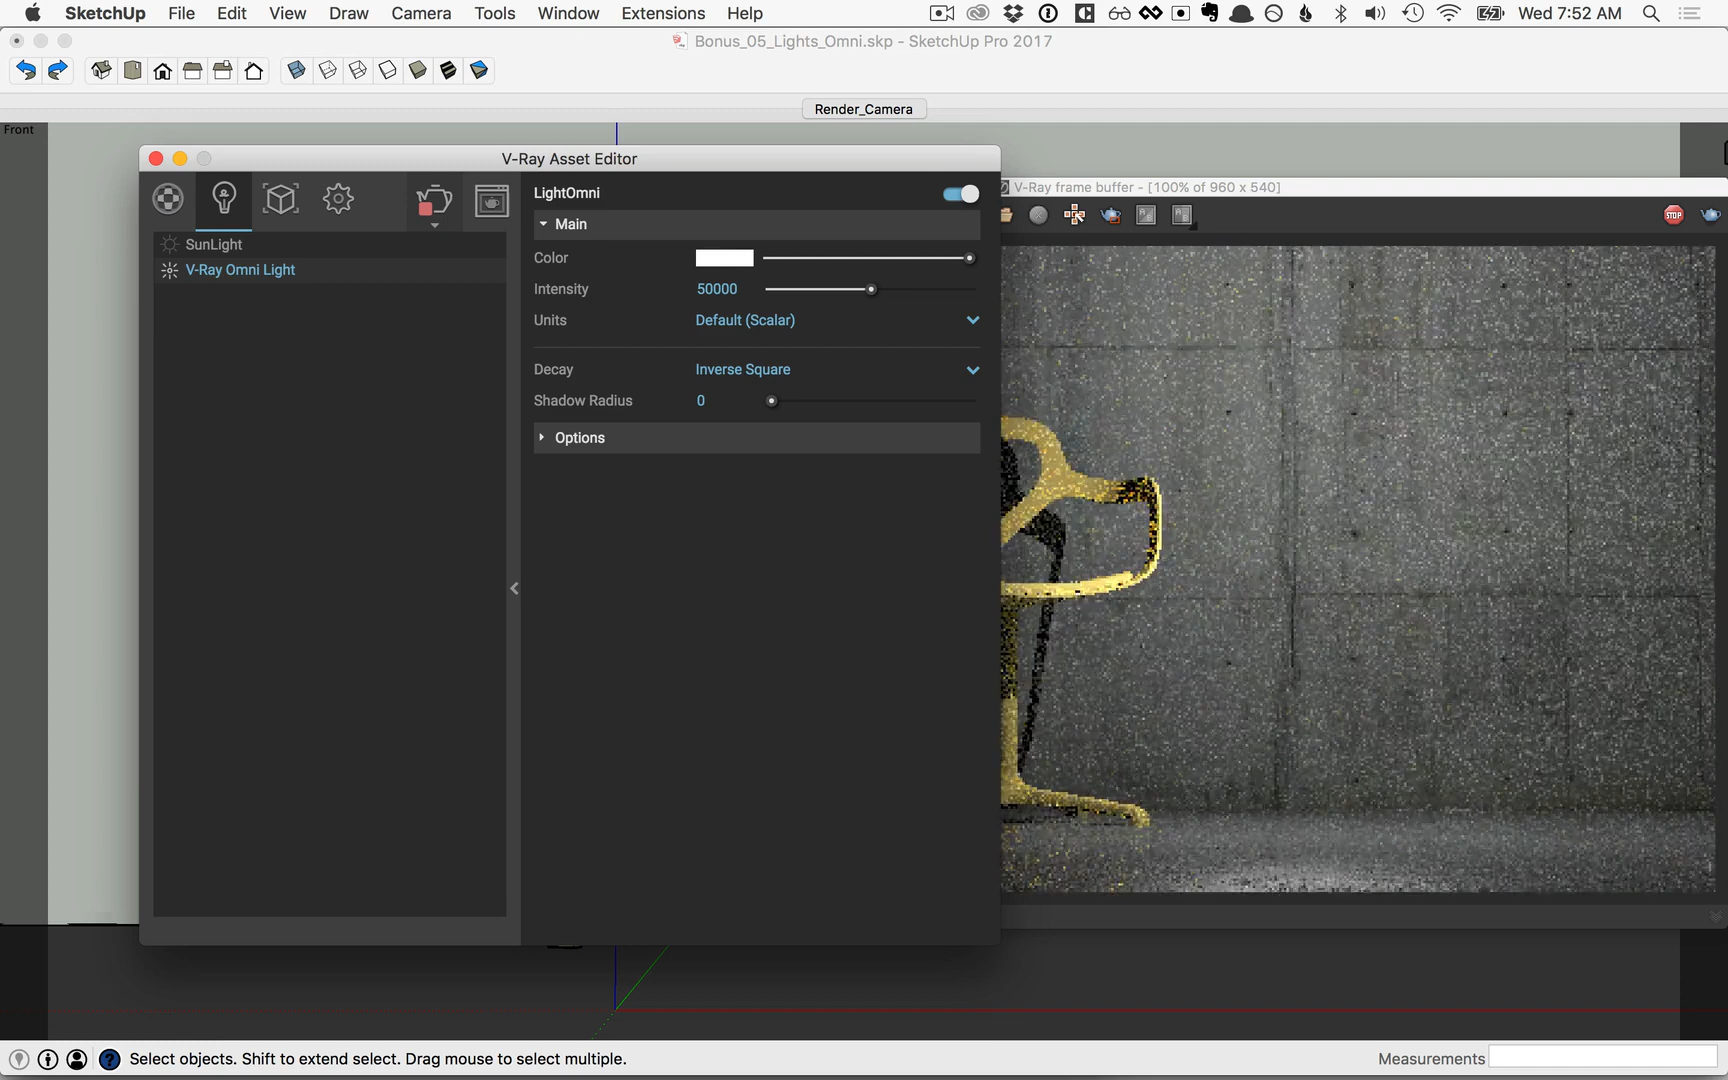 SketchUp File Edit View Draw Camera Tools Window Extensions Help Wed 7:52 AM
Bonus_05_Lights_Omni.skp - SketchUp Pro 2017
Render_Camera
Front
V-Ray Asset Editor
V-Ray frame buffer - [100% of 960 x 540]
LightOmni
STOP
Main
SunLight
Color
V-Ray Omni Light
Intensity 50000
Units Default (Scalar)
Decay Inverse Square
Shadow Radius 0
Options
Select objects. Shift to extend select. Drag mouse to select multiple.
Measurements